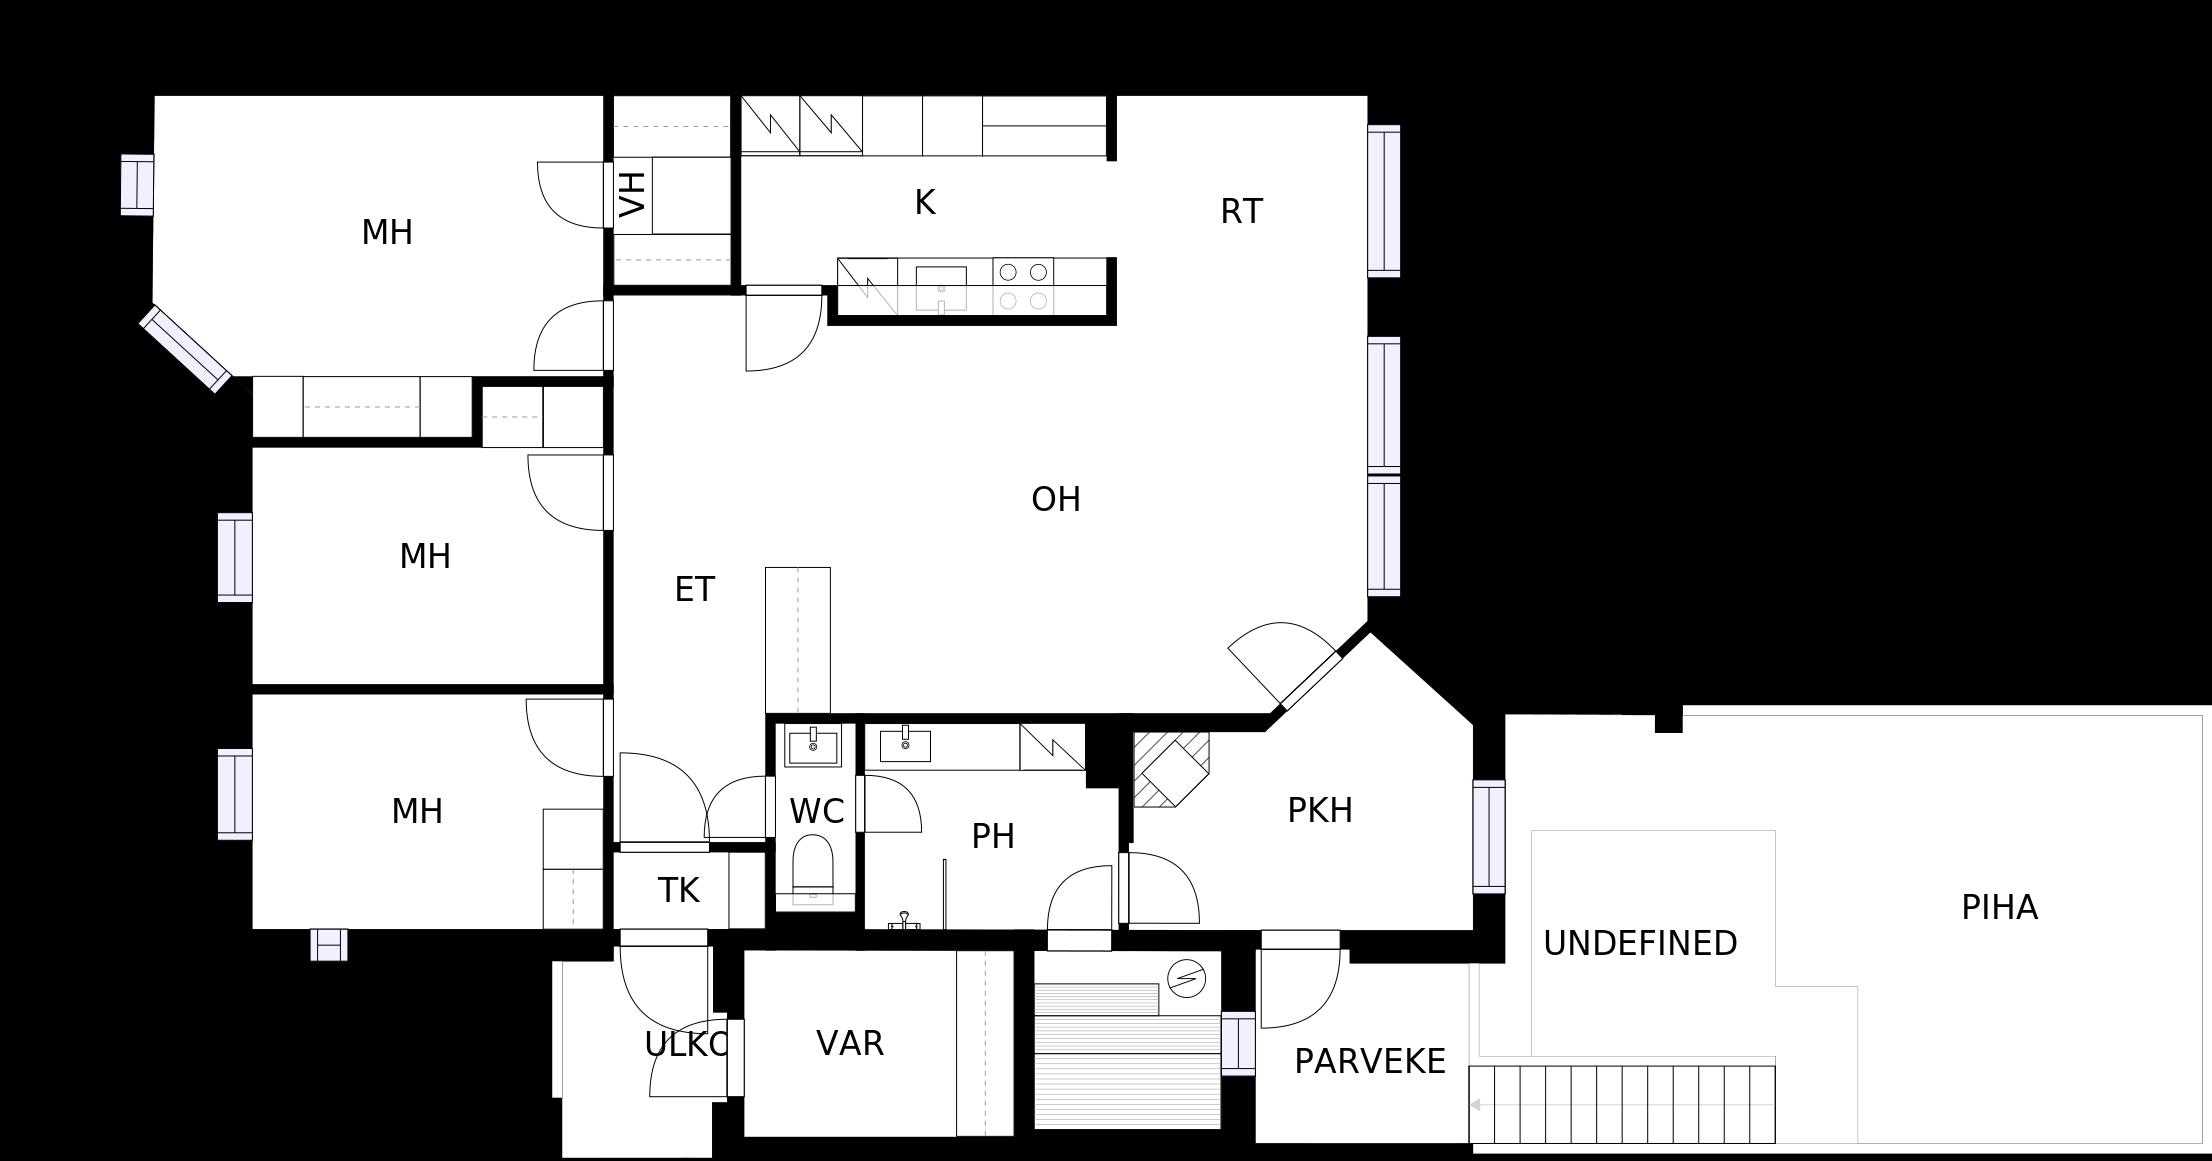 MH
VH
K
RT
MH
OH
ET
MH
WC
PH
PKH
TK
UNDEFINED
PIHA
ULKO
VAR
PARVEKE